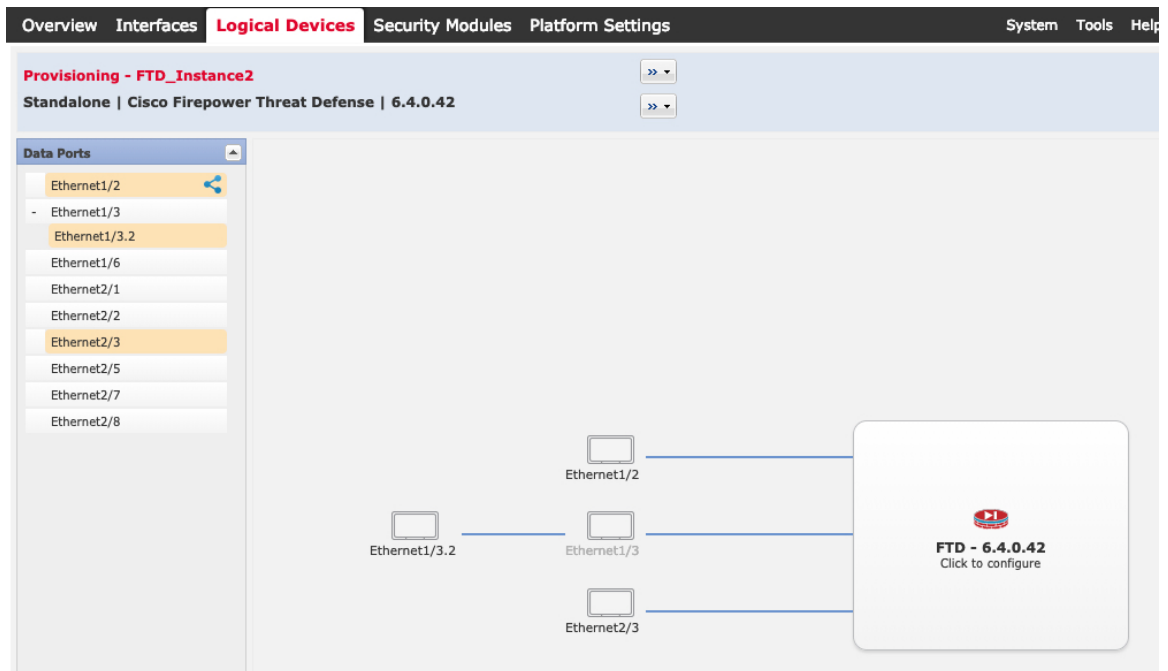 Overview Interfaces Logical Devices Security Modules Platform Settings System Tools Help
Provisioning - FTD_Instance2
Standalone | Cisco Firepower Threat Defense | 6.4.0.42
Data Ports
Ethernet1/2
- Ethernet1/3
Ethernet1/3.2
Ethernet1/6
Ethernet2/1
Ethernet2/2
Ethernet2/3
Ethernet2/5
Ethernet2/7
Ethernet2/8
Ethernet1/2
Ethernet1/3.2
Ethernet1/3
Ethernet2/3
FTD - 6.4.0.42
Click to configure